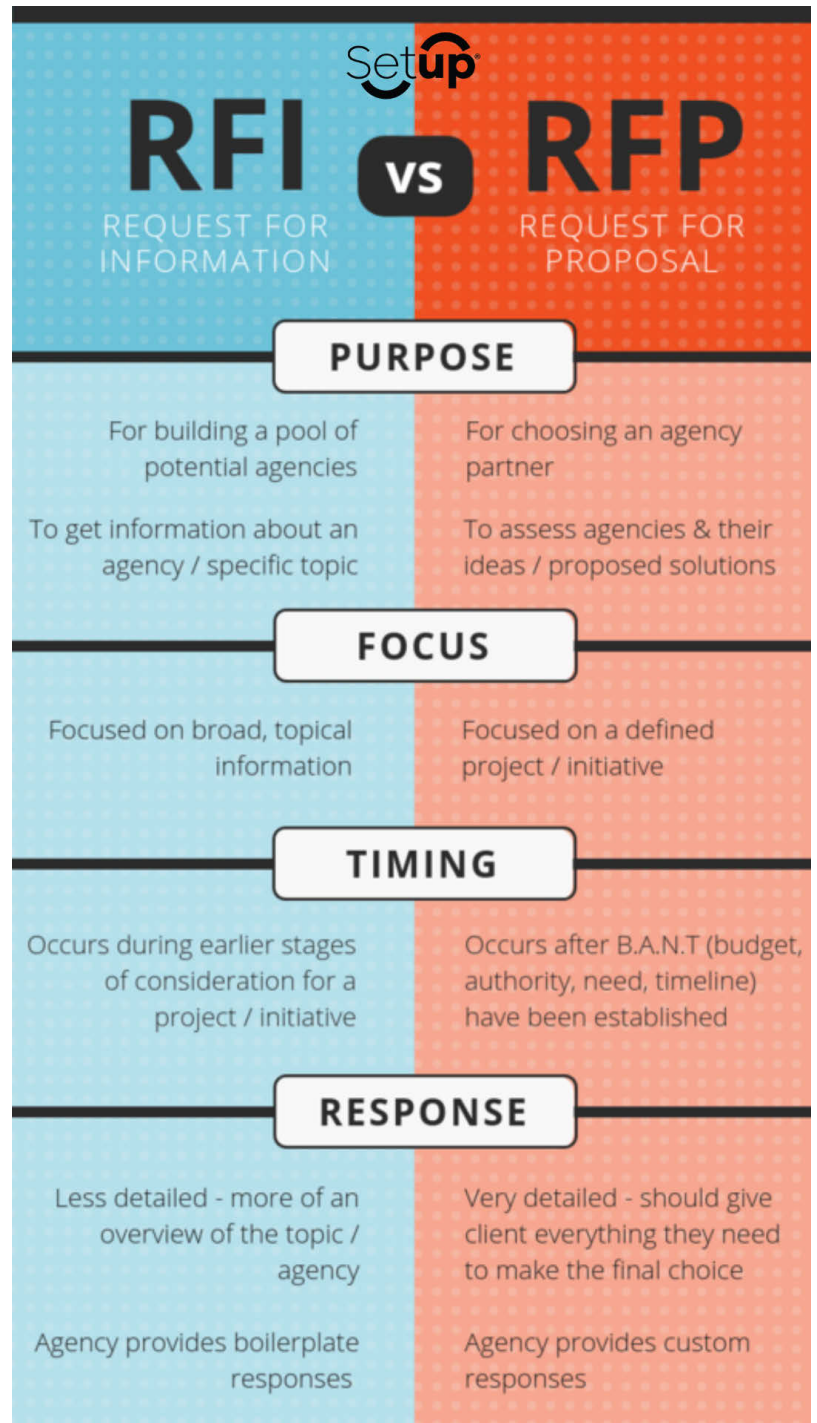 Setup®
RFI
vs
RFP
REQUEST FOR
INFORMATION
REQUEST FOR
PROPOSAL
PURPOSE
For building a pool of
potential agencies
To get information about an
agency / specific topic
For choosing an agency
partner
To assess agencies & their
ideas / proposed solutions
FOCUS
Focused on broad, topical
information
Focused on a defined
project / initiative
TIMING
Occurs during earlier stages
of consideration for a
project / initiative
Occurs after B.A.N.T (budget,
authority, need, timeline)
have been established
RESPONSE
Less detailed - more of an
overview of the topic /
agency
Agency provides boilerplate
responses
Very detailed - should give
client everything they need
to make the final choice
Agency provides custom
responses